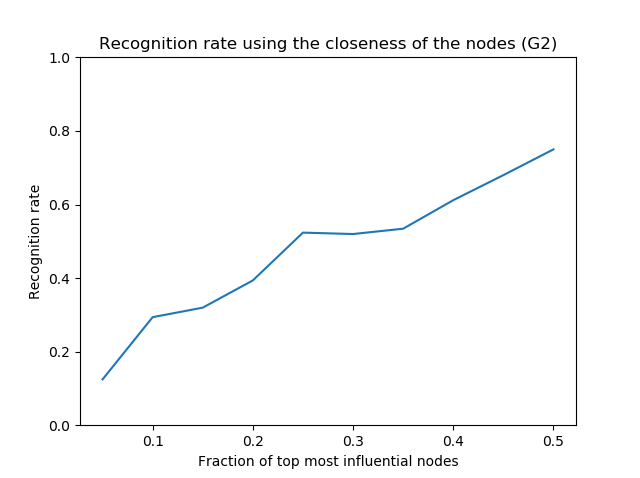 Recognition rate using the closeness of the nodes (G2)
1.0
0.8
0.6
0.4
0.2
0.0
Recognition rate
0.1 0.2 0.3 0.4 0.5
Fraction of top most influential nodes